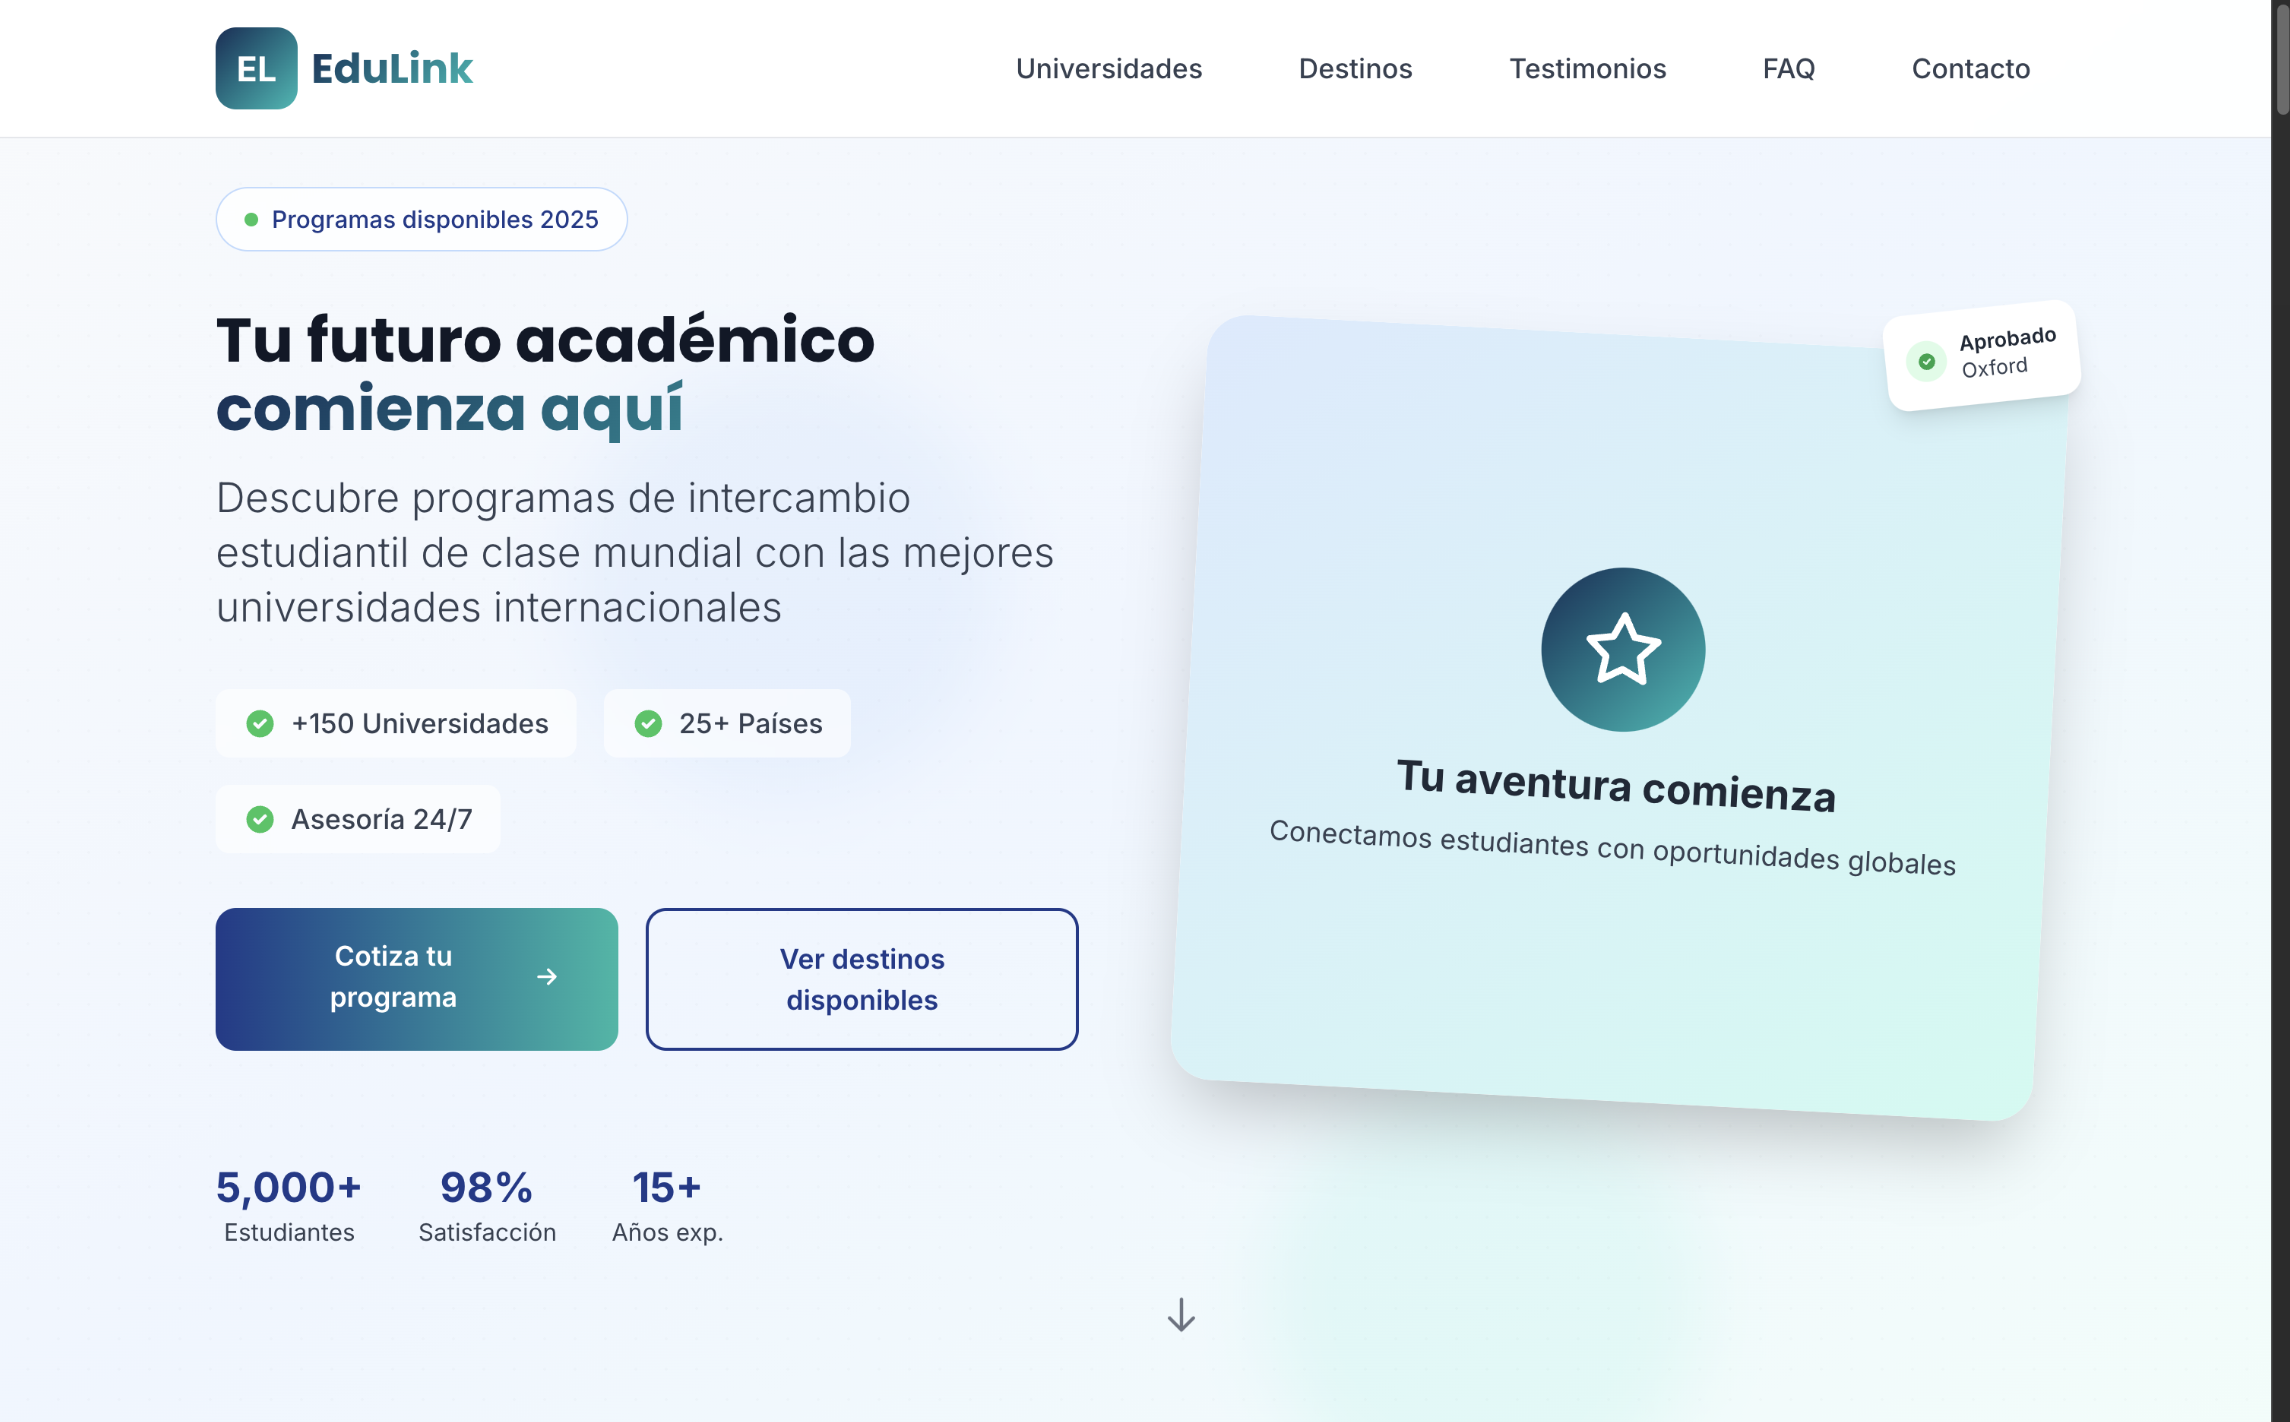 EL EduLink
Universidades
Destinos
Testimonios
FAQ
Contacto
Programas disponibles 2025
Tu futuro académico
comienza aquí
Descubre programas de intercambio
estudiantil de clase mundial con las mejores
universidades internacionales
+150 Universidades
25+ Países
Asesoría 24/7
Cotiza tu
programa
Ver destinos
disponibles
5,000+
Estudiantes
98%
Satisfacción
15+
Años exp.
Aprobado
Oxford
Tu aventura comienza
Conectamos estudiantes con oportunidades globales